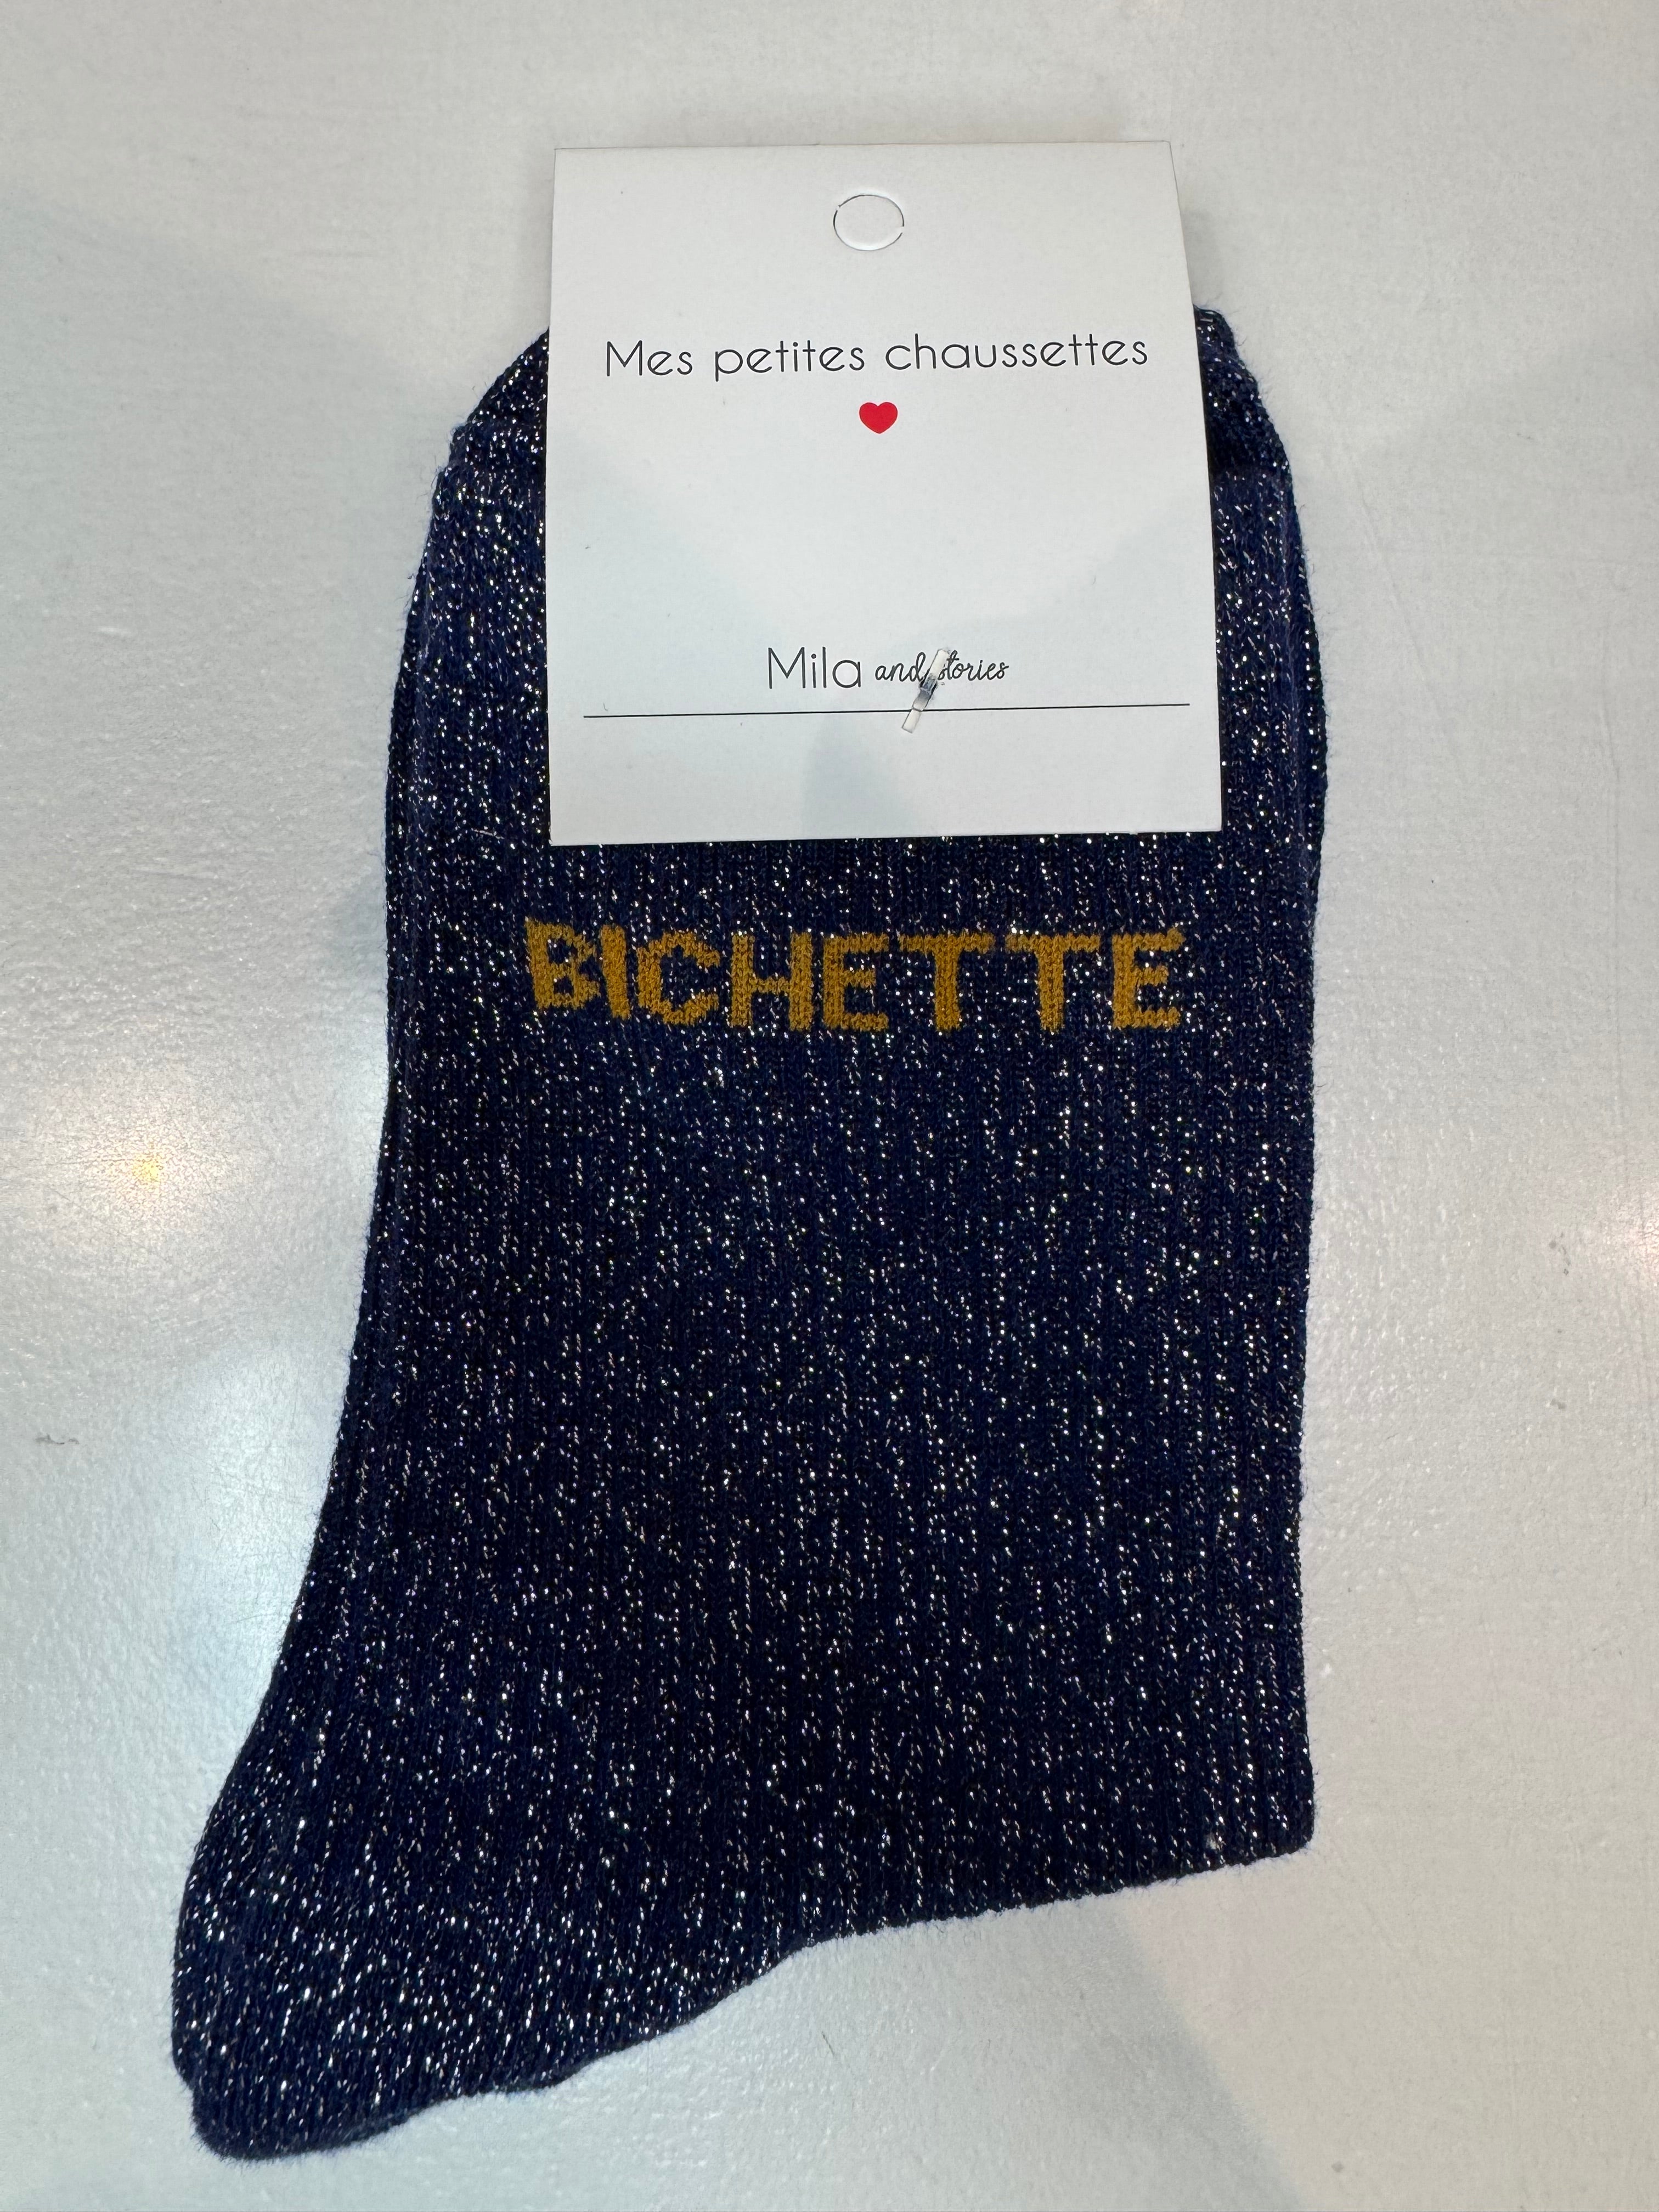 Mes petites chaussettes
Mila and stories
BICHETTE